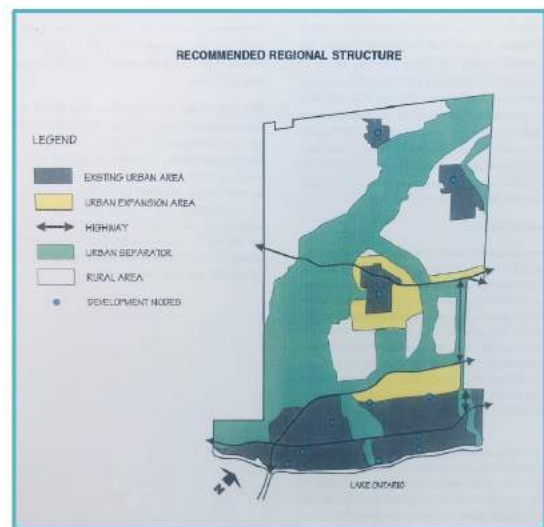 RECOMMENDED REGIONAL STRUCTURE
LEGEND
EXISTING URBAN AREA
URBAN EXPANSION AREA
HIGHWAY
URBAN SEPARATOR
RURAL AREA
DEVELOPMENT NODES
N
LAKE ONTARIO